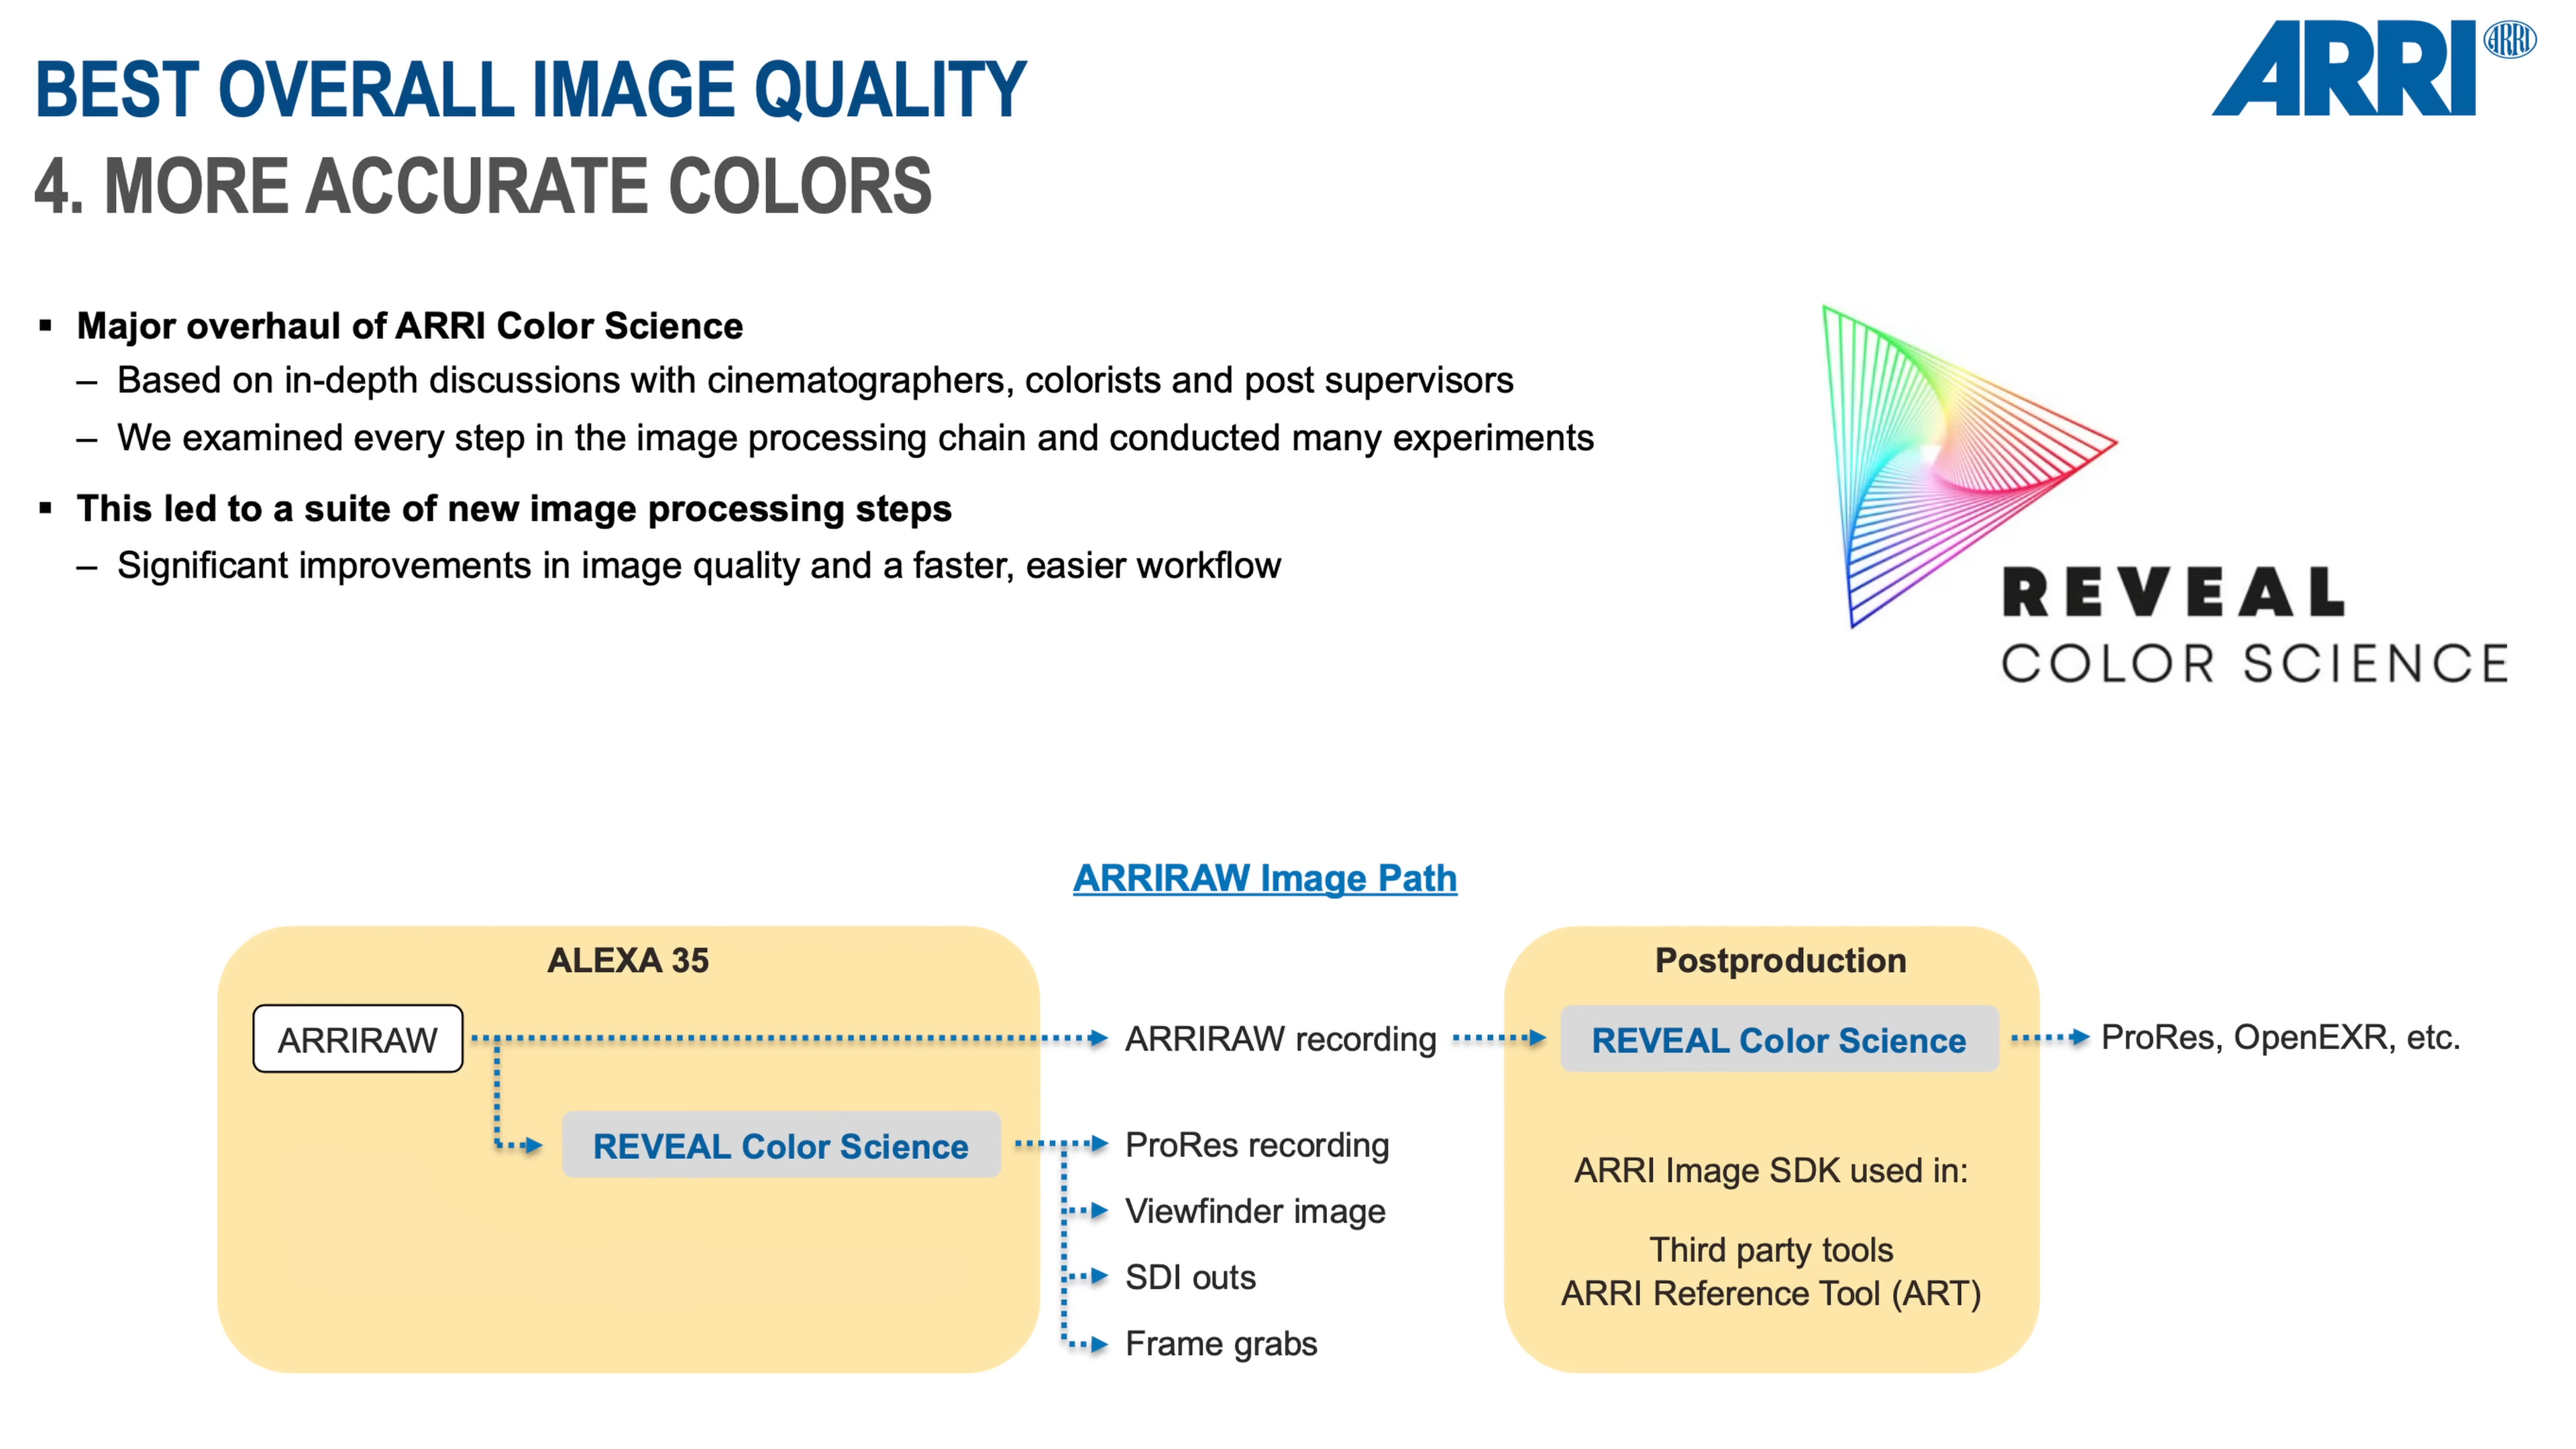 ARRI
ARRI
BEST OVERALL IMAGE QUALITY
4. MORE ACCURATE COLORS
▪ Major overhaul of ARRI Color Science
– Based on in-depth discussions with cinematographers, colorists and post supervisors
– We examined every step in the image processing chain and conducted many experiments
▪ This led to a suite of new image processing steps
– Significant improvements in image quality and a faster, easier workflow
REVEAL
COLOR SCIENCE
ARRIRAW Image Path
ALEXA 35
ARRIRAW
REVEAL Color Science
ARRIRAW recording
ProRes recording
Viewfinder image
SDI outs
Frame grabs
Postproduction
REVEAL Color Science
ARRI Image SDK used in:
Third party tools
ARRI Reference Tool (ART)
ProRes, OpenEXR, etc.